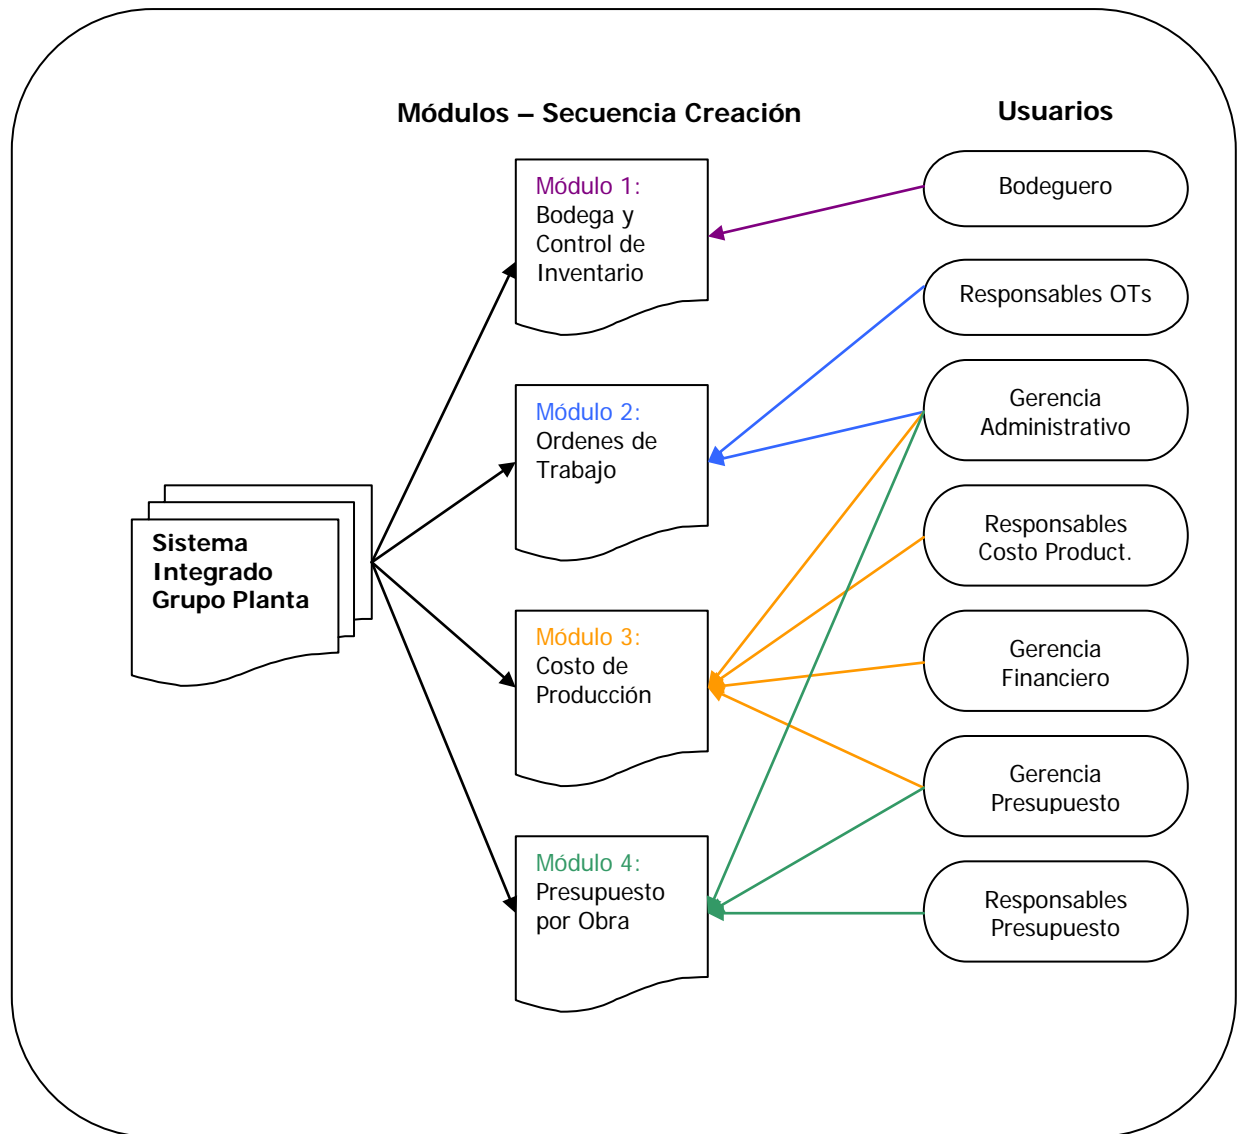 Módulos – Secuencia Creación
Usuarios
Módulo 1:
Bodega y
Control de
Inventario
Módulo 2:
Ordenes de
Trabajo
Sistema
Integrado
Grupo Planta
Módulo 3:
Costo de
Producción
Módulo 4:
Presupuesto
por Obra
Bodeguero
Responsables OTs
Gerencia
Administrativo
Responsables
Costo Product.
Gerencia
Financiero
Gerencia
Presupuesto
Responsables
Presupuesto